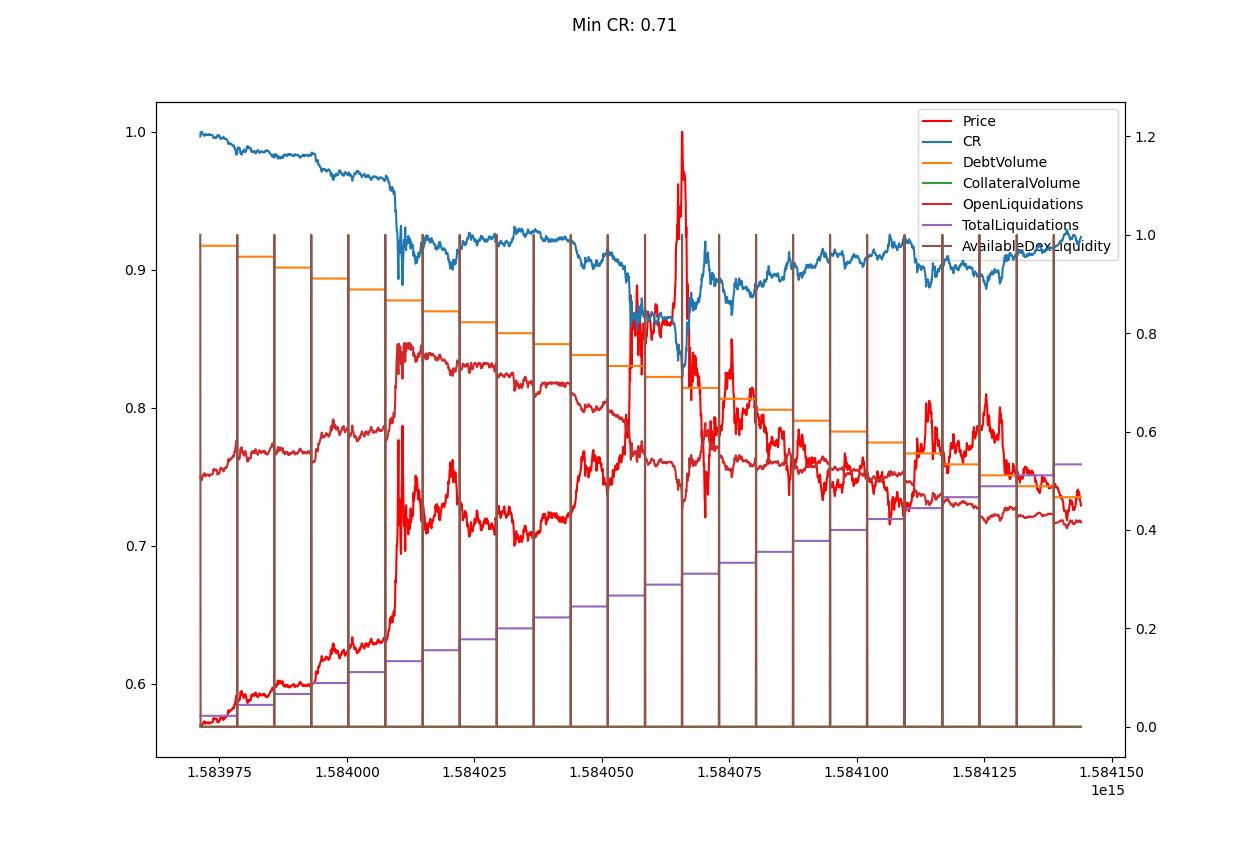 Min CR: 0.71
1.0
0.9
0.8
0.7
0.6
1.2
1.0
0.8
0.6
0.4
0.2
0.0
Price
CR
DebtVolume
CollateralVolume
OpenLiquidations
TotalLiquidations
AvailableDexLiquidity
1.583975
1.584000
1.584025
1.584050
1.584075
1.584100
1.584125
1.584150
1e15